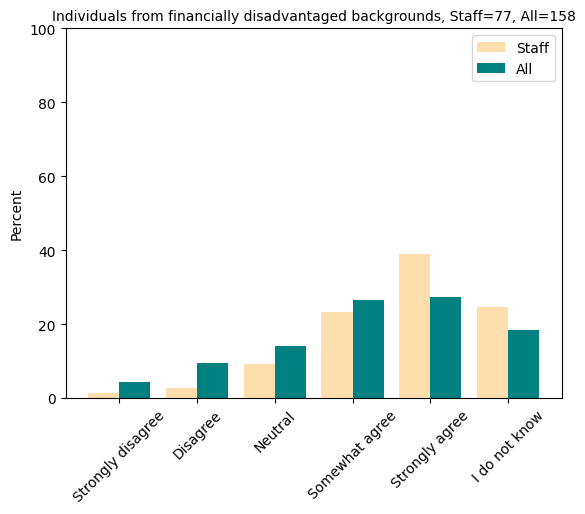 Individuals from financially disadvantaged backgrounds, Staff=77, All=158
Staff
All
100
80
60
40
20
0
Percent
Strongly disagree
Disagree
Neutral
Somewhat agree
Strongly agree
I do not know